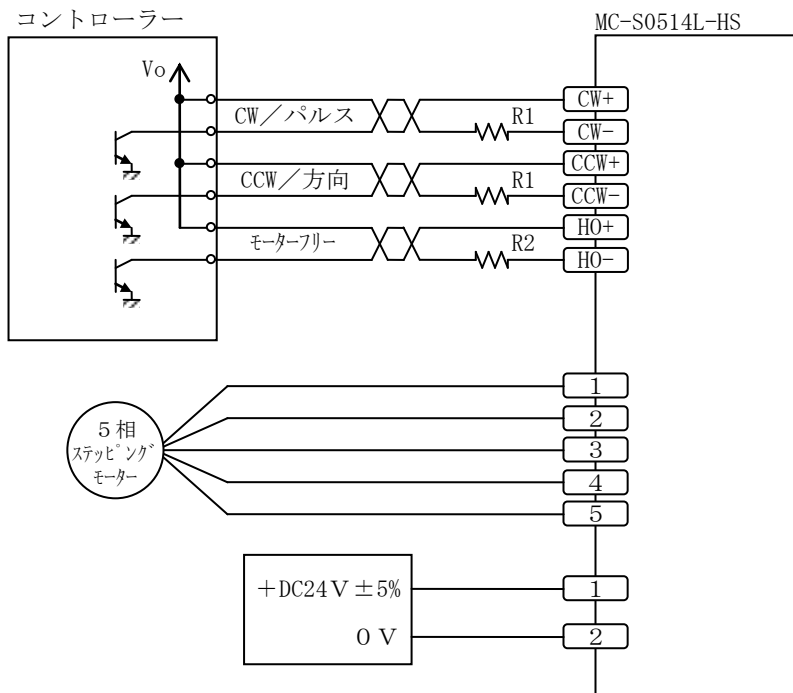 コントローラー
MC-S0514L-HS
Vo
CW／パルス
R1
CW+
CW-
CCW／方向
R1
CCW+
CCW-
モーターフリー
R2
HO+
HO-
5相
ステッピング
モーター
1
2
3
4
5
＋DC24V±5%
0V
1
2